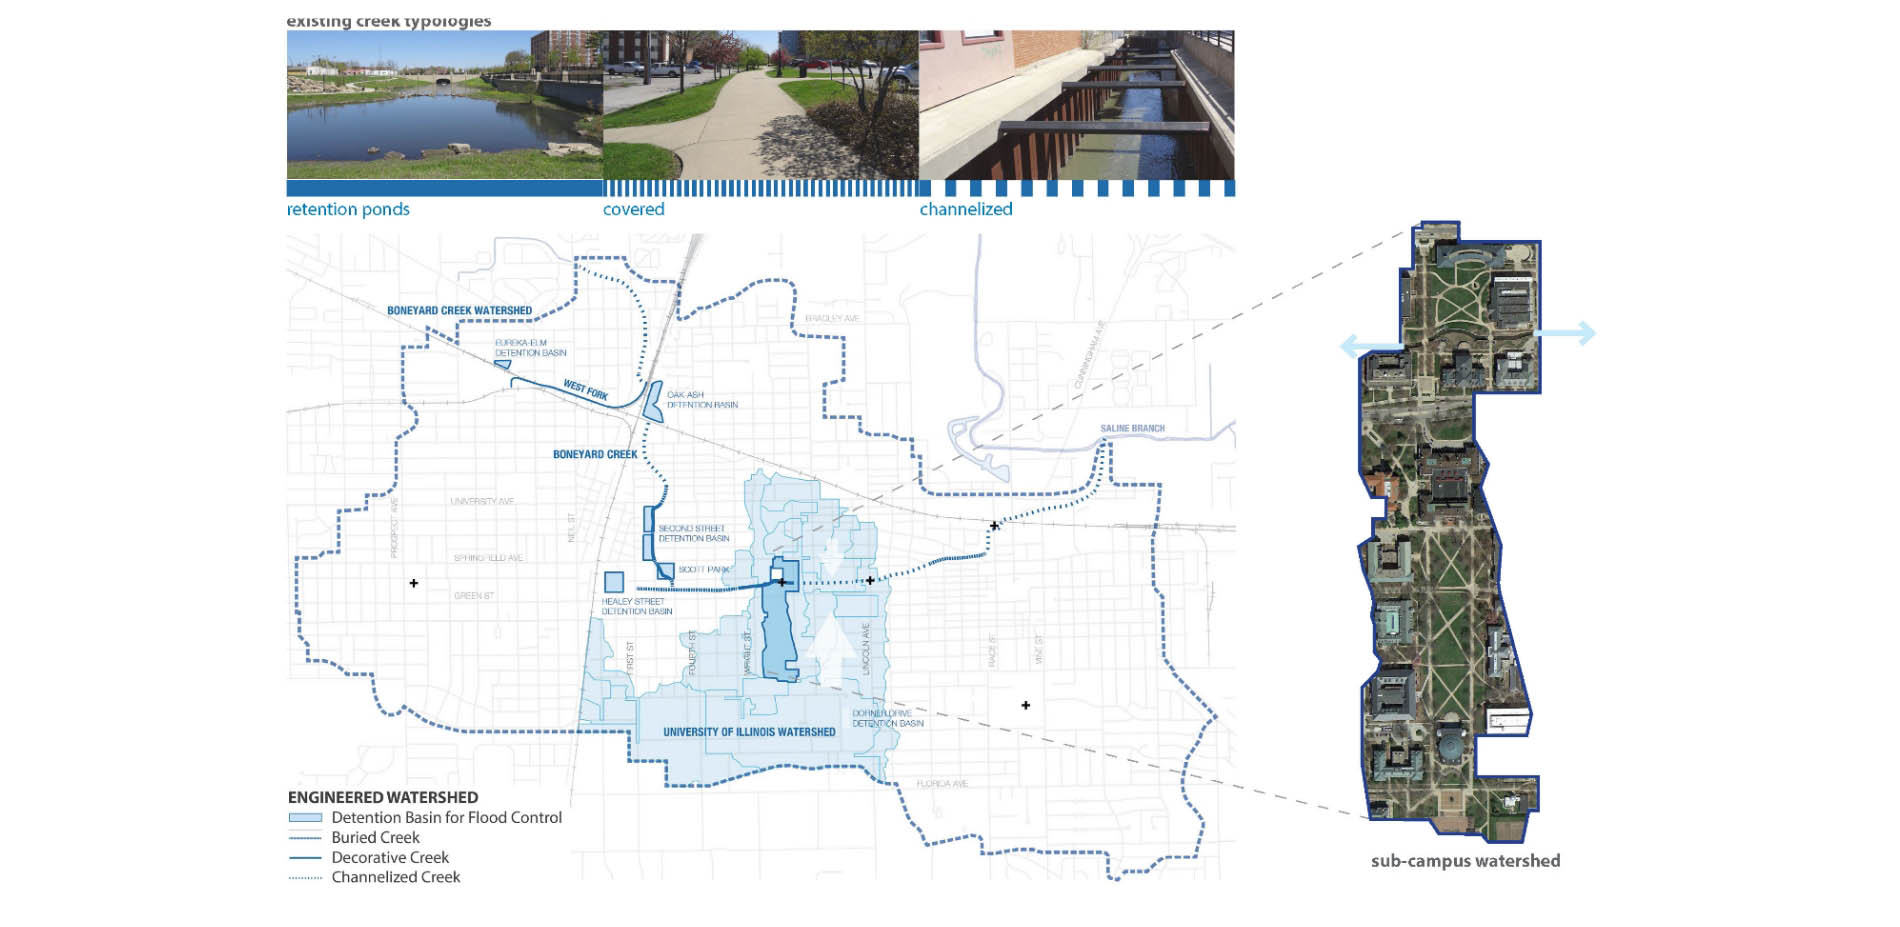 existing creek typologies
retention ponds
covered
channelized
BONEYARD CREEK WATERSHED
BRADLEY AVE
EUREKA-ELM
DETENTION BASIN
CUNNINGHAM AVE
WEST FORK
OAK ASH
DETENTION BASIN
SALINE BRANCH
BONEYARD CREEK
UNIVERSITY AVE
PROSPECT AVE
NEIL ST
SECOND STREET
DETENTION BASIN
SPRINGFIELD AVE
SCOTT PARK
GREEN ST
HEALEY STREET
DETENTION BASIN
FIRST ST
FOURTH ST
WRIGHT ST
LINCOLN AVE
RACE ST
VINE ST
DORNER DRIVE
DETENTION BASIN
UNIVERSITY OF ILLINOIS WATERSHED
FLORIDA AVE
ENGINEERED WATERSHED
Detention Basin for Flood Control
Buried Creek
Decorative Creek
Channelized Creek
sub-campus watershed